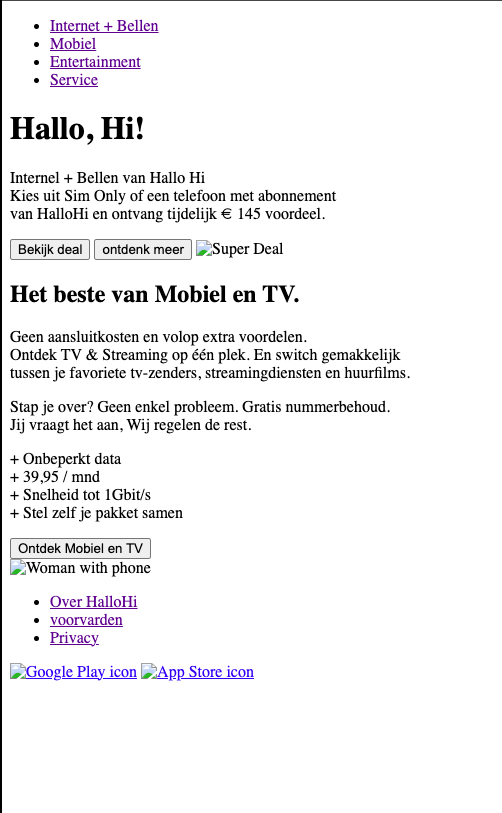 Internet + Bellen
Mobiel
Entertainment
Service
Hallo, Hi!
Internel + Bellen van Hallo Hi
Kies uit Sim Only of een telefoon met abonnement
van HalloHi en ontvang tijdelijk € 145 voordeel.
Bekijk deal ontdenk meer Super Deal
Het beste van Mobiel en TV.
Geen aansluitkosten en volop extra voordelen.
Ontdek TV & Streaming op één plek. En switch gemakkelijk
tussen je favoriete tv-zenders, streamingdiensten en huurfilms.
Stap je over? Geen enkel probleem. Gratis nummerbehoud.
Jij vraagt het aan, Wij regelen de rest.
+ Onbeperkt data
+ 39,95 / mnd
+ Snelheid tot 1Gbit/s
+ Stel zelf je pakket samen
Ontdek Mobiel en TV
Woman with phone
Over HalloHi
voorvarden
Privacy
Google Play icon App Store icon